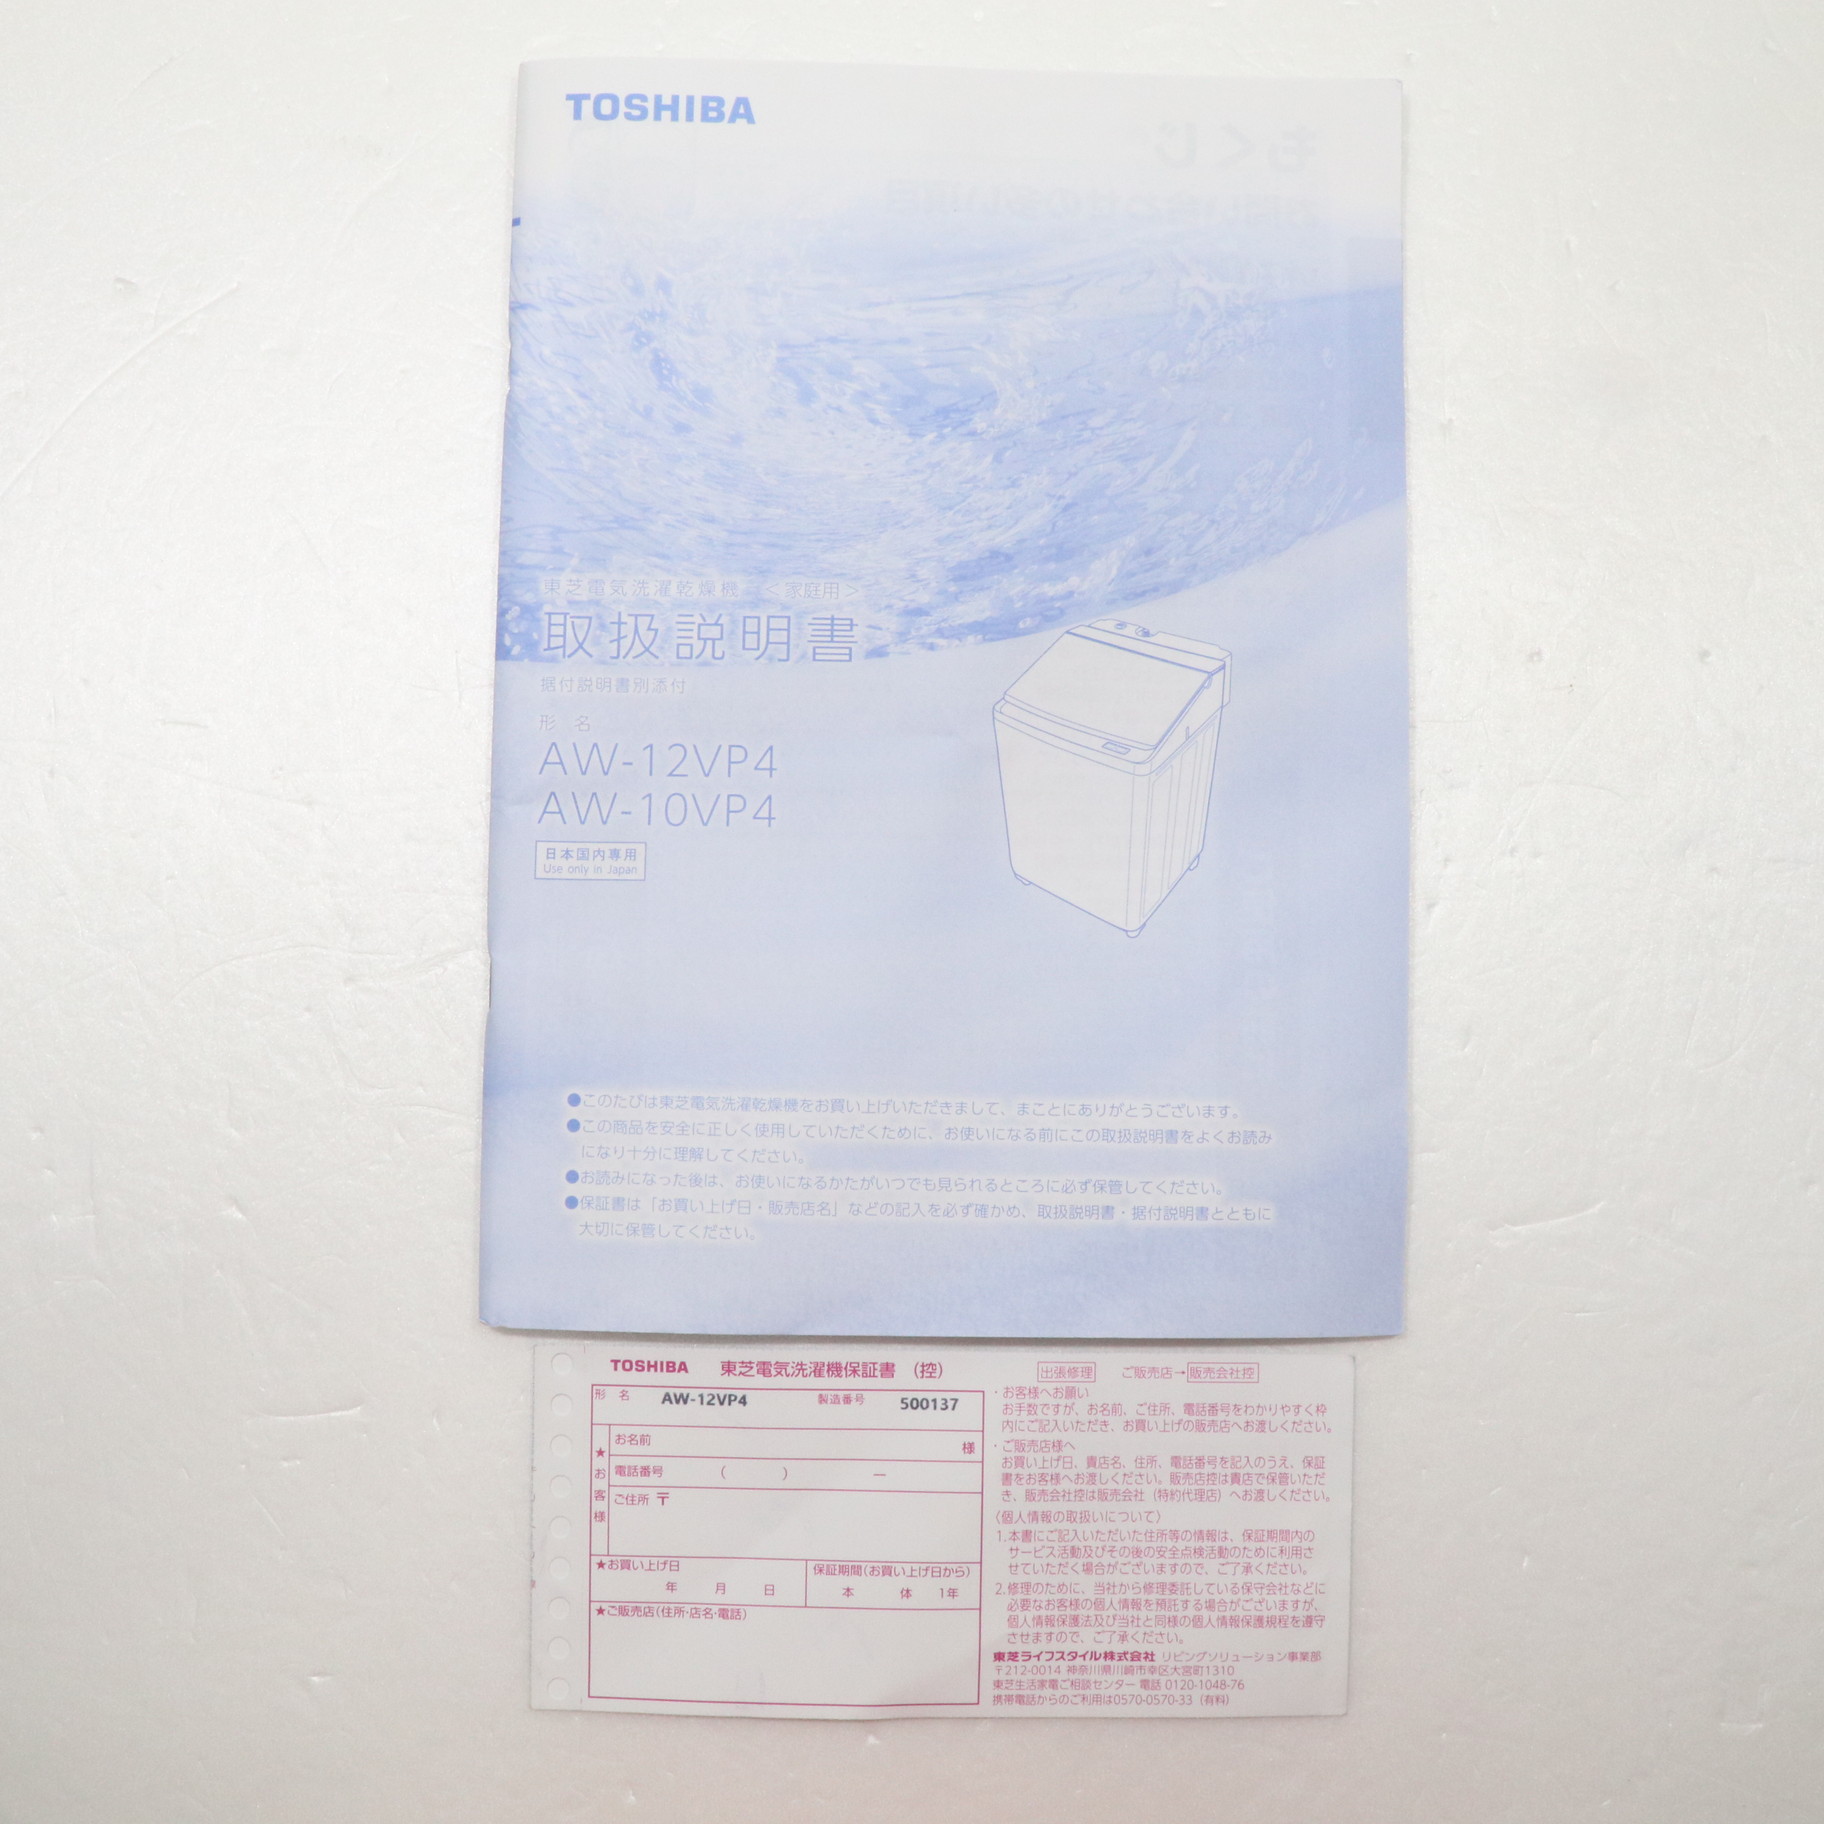 TOSHIBA
東芝電気洗濯乾燥機 <家庭用>
取扱説明書
据付説明書別添付
形 名
AW-12VP4
AW-10VP4
日本国内専用
Use only in Japan
●このたびは東芝電気洗濯乾燥機をお買い上げいただきまして、まことにありがとうございます。
●この商品を安全に正しく使用していただくために、お使いになる前にこの取扱説明書をよくお読み
になり十分に理解してください。
●お読みになった後は、お使いになるかたがいつでも見られるところに必ず保管してください。
●保証書は「お買い上げ日・販売店名」などの記入を必ず確かめ、取扱説明書・据付説明書とともに
大切に保管してください。
TOSHIBA 東芝電気洗濯機保証書 (控)
形 名 AW-12VP4 製造番号 500137
★お客様
お名前 様
電話番号 ( ) ー
ご住所 〒
★お買い上げ日
年 月 日
保証期間(お買い上げ日から)
本 体 1年
★ご販売店(住所・店名・電話)
出張修理 ご販売店→販売会社控
・お客様へお願い
お手数ですが、お名前、ご住所、電話番号をわかりやすく枠
内にご記入いただき、お買い上げの販売店へお渡しください。
・ご販売店様へ
お買い上げ日、貴店名、住所、電話番号を記入のうえ、保証
書をお客様へお渡しください。販売店控は貴店で保管いただ
き、販売会社控は販売会社(特約代理店)へお渡しください。
〈個人情報の取扱いについて〉
1.本書にご記入いただいた住所等の情報は、保証期間内の
サービス活動及びその後の安全点検活動のために利用さ
せていただく場合がございますので、ご了承ください。
2.修理のために、当社から修理委託している保守会社などに
必要なお客様の個人情報を預託する場合がございますが、
個人情報保護法及び当社と同様の個人情報保護規程を遵守
させますので、ご了承ください。
東芝ライフスタイル株式会社 リビングソリューション事業部
〒212-0014 神奈川県川崎市幸区大宮町1310
東芝生活家電ご相談センター 電話 0120-1048-76
携帯電話からのご利用は0570-0570-33(有料)